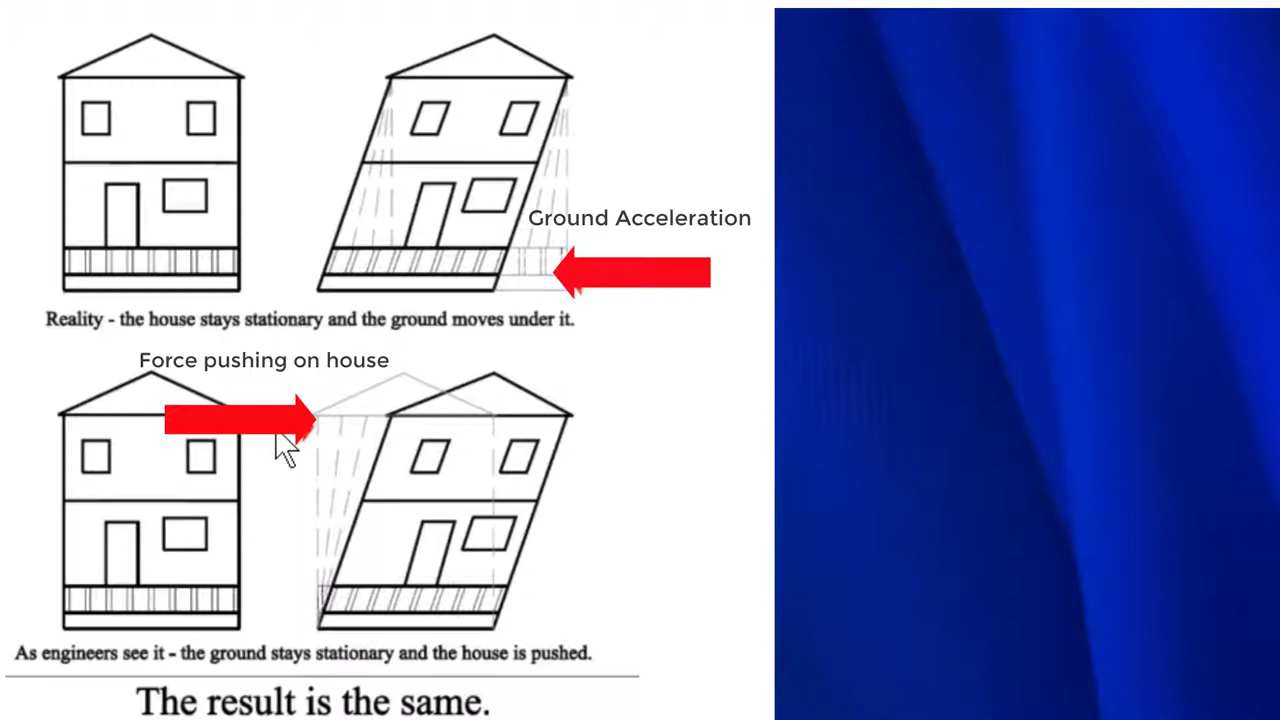 Ground Acceleration
Reality - the house stays stationary and the ground moves under it.
Force pushing on house
As engineers see it - the ground stays stationary and the house is pushed.
The result is the same.